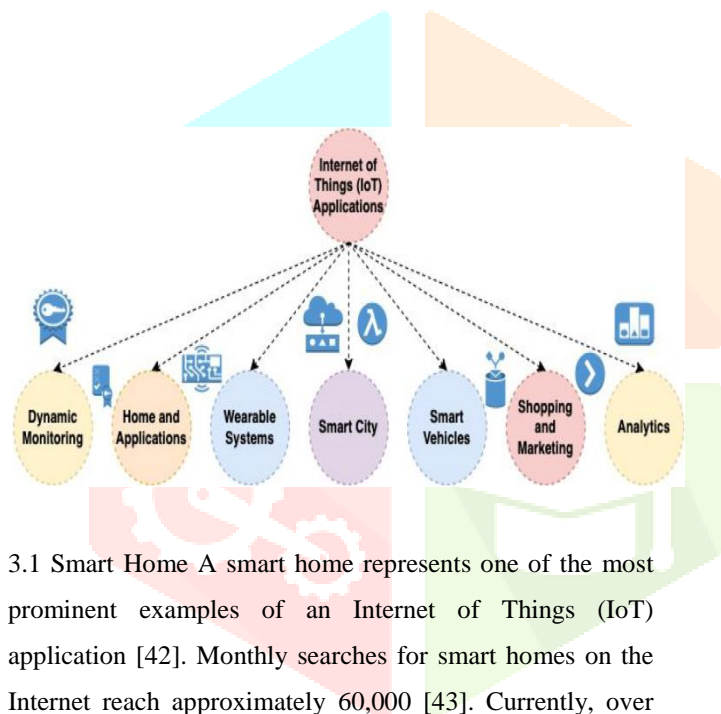 Internet of
Things (IoT)
Applications
Dynamic
Monitoring
Home and
Applications
Wearable
Systems
Smart City
Smart
Vehicles
Shopping
and
Marketing
Analytics
3.1 Smart Home A smart home represents one of the most
prominent examples of an Internet of Things (IoT)
application [42]. Monthly searches for smart homes on the
Internet reach approximately 60,000 [43]. Currently, over